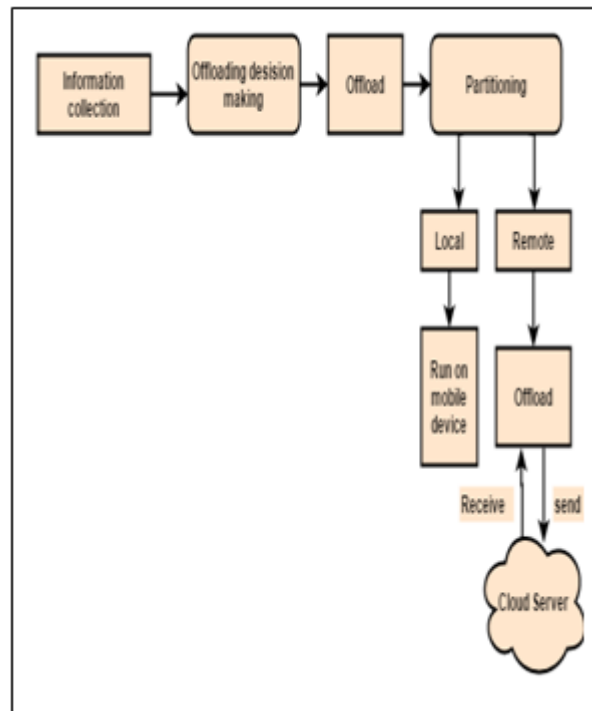 Information
collection
Offloading desision
making
Offload
Partitioning
Local
Remote
Run on
mobile
device
Offload
Receive
send
Cloud Server